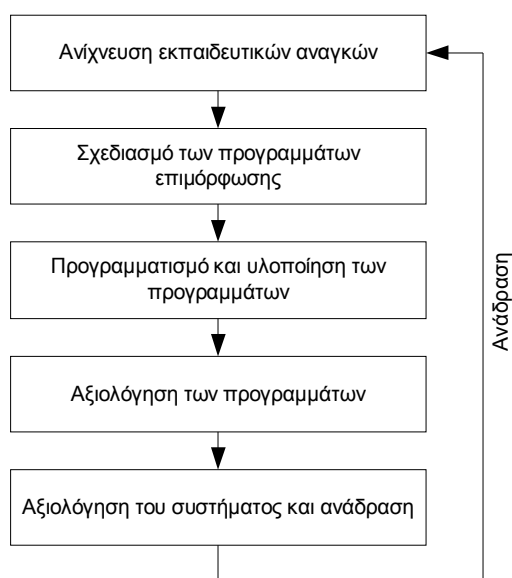 Ανίχνευση εκπαιδευτικών αναγκών
Σχεδιασμό των προγραμμάτων
επιμόρφωσης
Προγραμματισμό και υλοποίηση των
προγραμμάτων
Αξιολόγηση των προγραμμάτων
Αξιολόγηση του συστήματος και ανάδραση
Ανάδραση